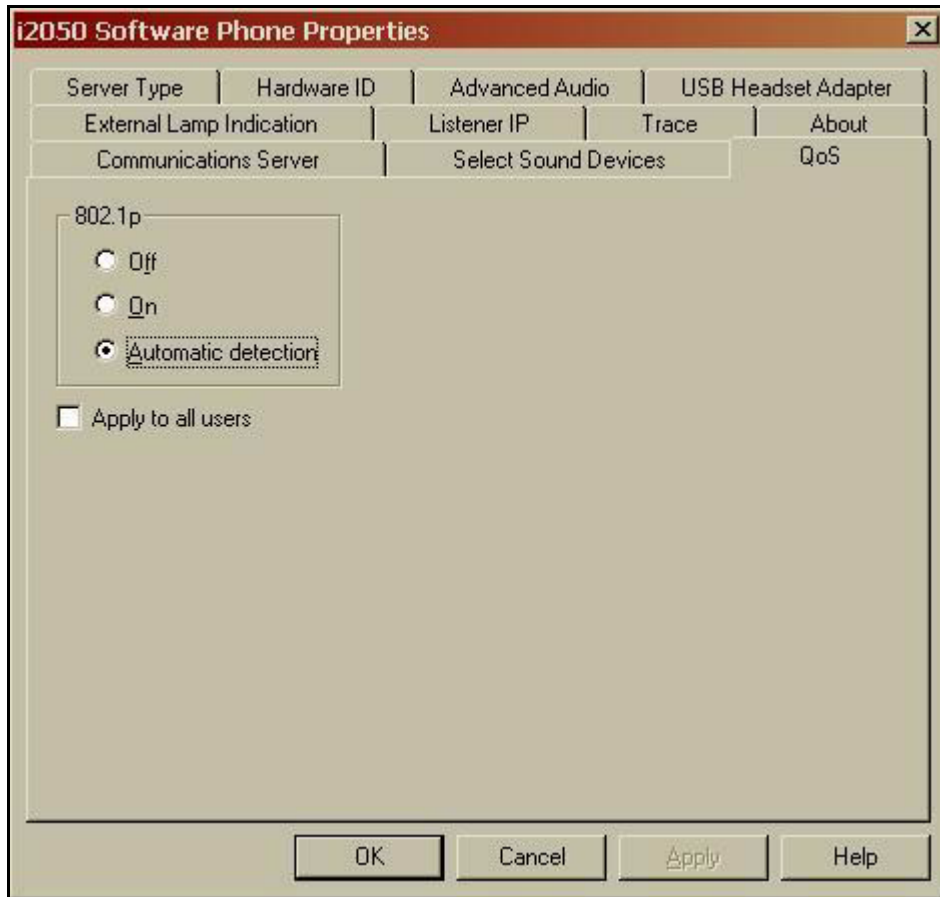 i2050 Software Phone Properties
Server Type Hardware ID Advanced Audio USB Headset Adapter
External Lamp Indication Listener IP Trace About
Communications Server Select Sound Devices QoS
802.1p
Off
On
Automatic detection
Apply to all users
OK Cancel Apply Help